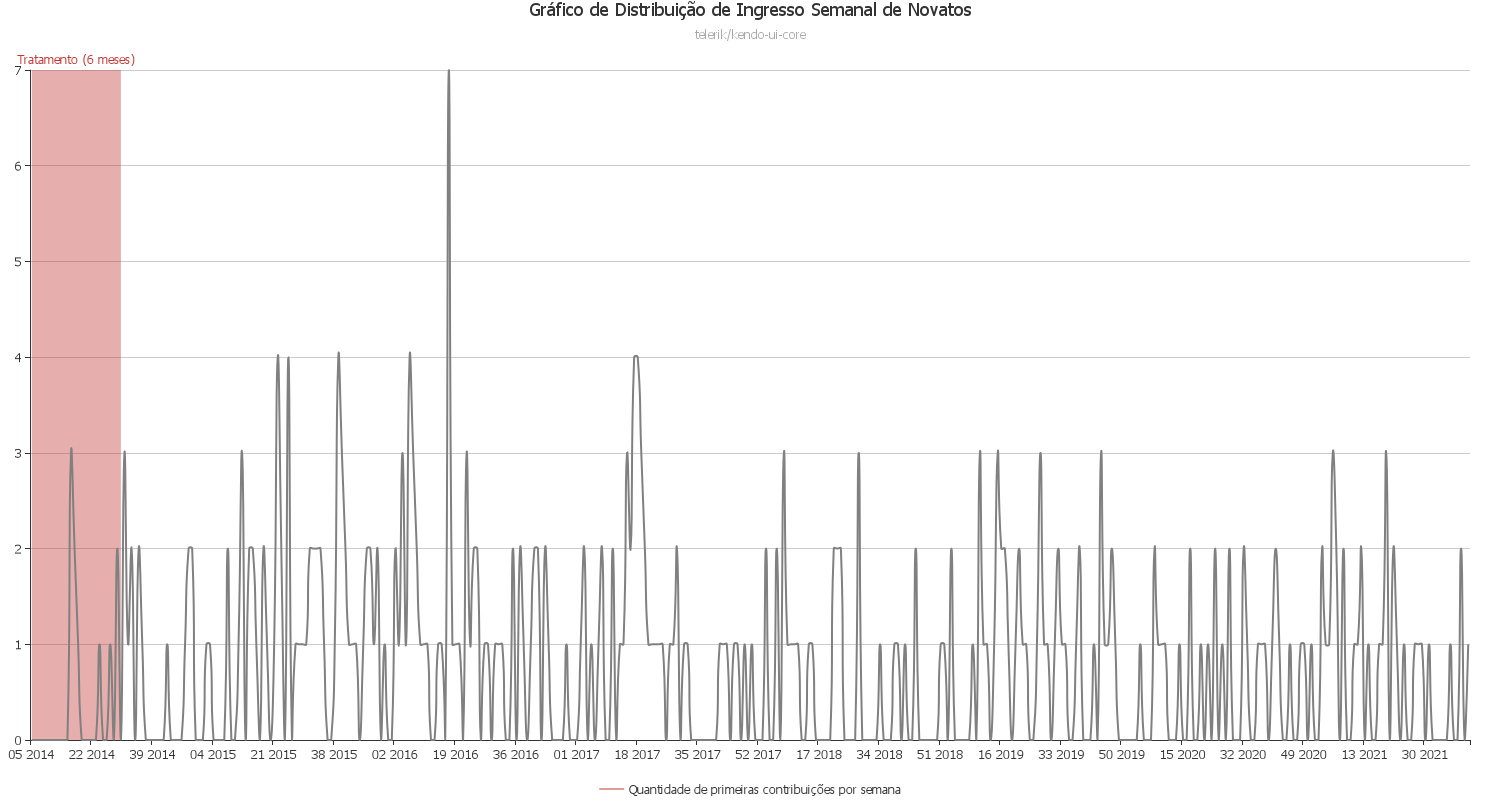 Gráfico de Distribuição de Ingresso Semanal de Novatos
telerik/kendo-ui-core
Tratamento (6 meses)
7
6
5
4
3
2
1
0
05 2014 22 2014 39 2014 04 2015 21 2015 38 2015 02 2016 19 2016 36 2016 01 2017 18 2017 35 2017 52 2017 17 2018 34 2018 51 2018 16 2019 33 2019 50 2019 15 2020 32 2020 49 2020 13 2021 30 2021
Quantidade de primeiras contribuições por semana